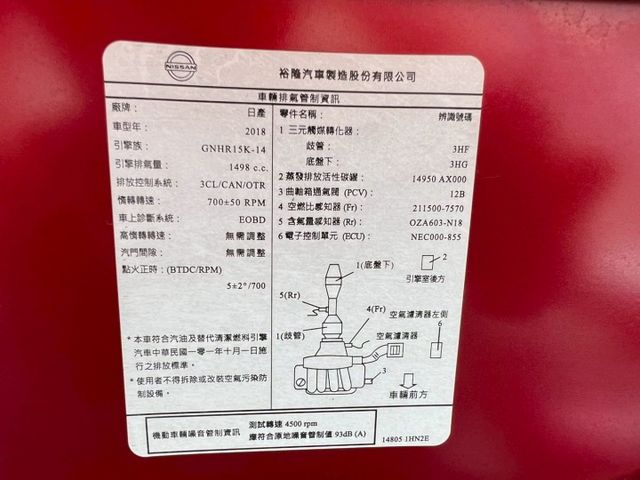 NISSAN
裕隆汽車製造股份有限公司
車輛排氣管制資訊
廠牌： 日產
車型年： 2018
引擎族： GNHR15K-14
引擎排氣量： 1498 c.c.
排放控制系統： 3CL/CAN/OTR
惰轉轉速： 700±50 RPM
車上診斷系統： EOBD
高惰轉轉速： 無需調整
汽門間隙： 無需調整
點火正時：(BTDC/RPM)
5±2°/700
*本車符合汽油及替代清潔燃料引擎
汽車中華民國一〇一年十月一日施
行之排放標準。
*使用者不得拆除或改裝空氣污染防
制設備。
零件名稱： 辨識號碼
1 三元觸媒轉化器：
歧管： 3HF
底盤下： 3HG
2 蒸發排放活性碳罐： 14950 AX000
3 曲軸箱通氣閥 (PCV)： 12B
4 空燃比感知器 (Fr)： 211500-7570
5 含氧量感知器 (Rr)： OZA603-N18
6 電子控制單元 (ECU)： NEC000-855
1(底盤下)
2
引擎室後方
5(Rr)
4(Fr)
空氣濾清器左側
6
1(歧管)
空氣濾清器
3
車輛前方
機動車輛噪音管制資訊
測試轉速 4500 rpm
應符合原地噪音管制值 93dB (A)
14805 1HN2E